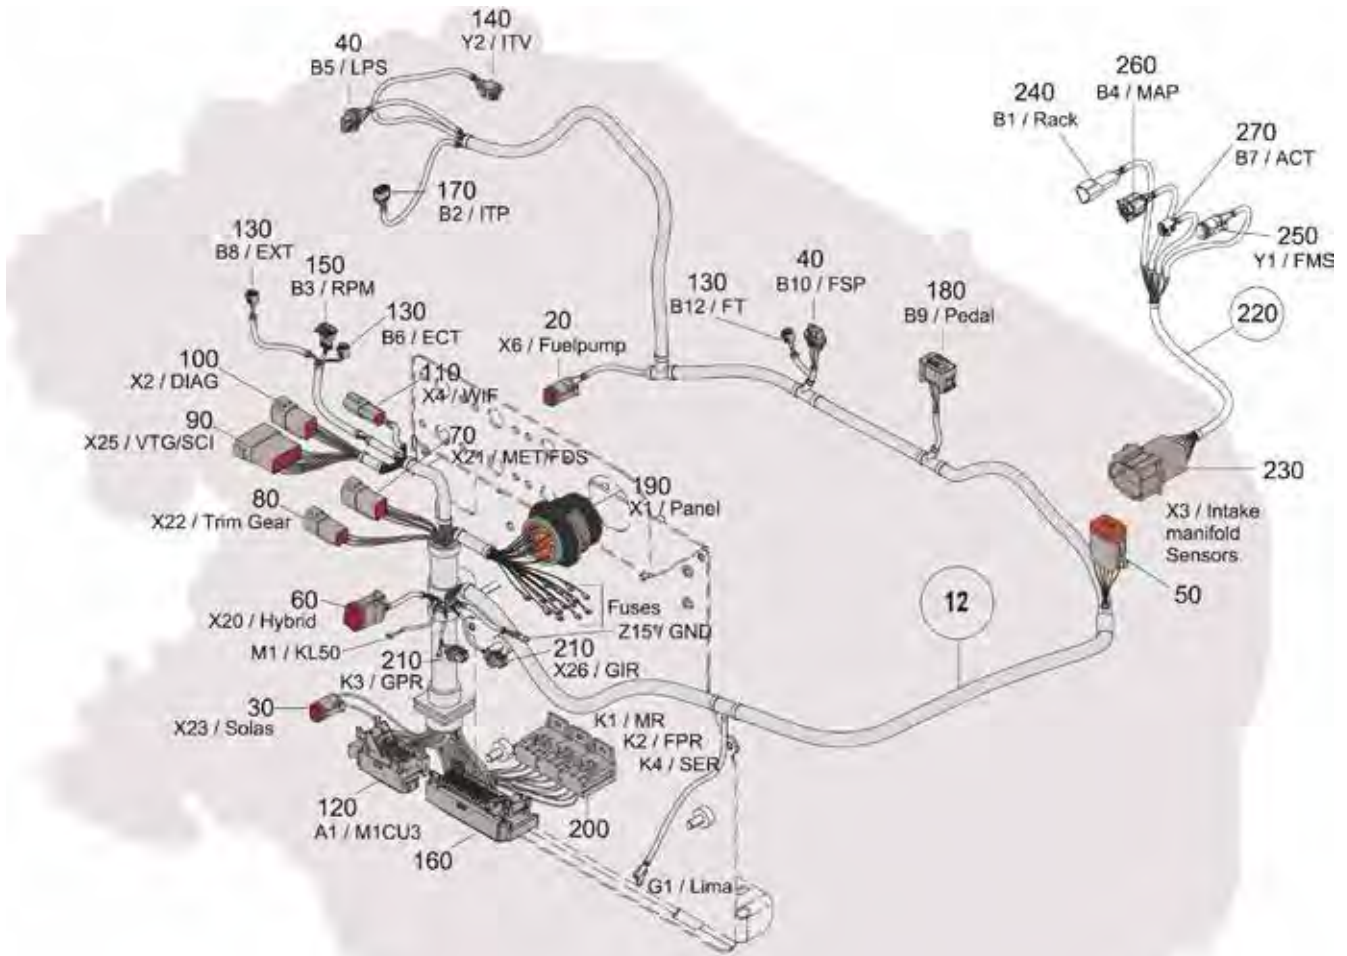 140
Y2 / ITV
40
B5 / LPS
260
B4 / MAP
240
B1 / Rack
270
B7 / ACT
170
B2 / ITP
130
B8 / EXT
150
B3 / RPM
130
B6 / ECT
250
Y1 / FMS
40
B10 / FSP
130
B12 / FT
180
B9 / Pedal
220
20
X6 / Fuelpump
100
X2 / DIAG
110
X4 / WIF
90
X25 / VTG/SCI
70
X21 / MET/FDS
230
190
X1 / Panel
80
X22 / Trim Gear
X3 / Intake
manifold
Sensors
50
12
60
X20 / Hybrid
Fuses
Z15 / GND
M1 / KL50
210
K3 / GPR
210
X26 / GIR
30
X23 / Solas
K1 / MR
K2 / FPR
K4 / SER
120
A1 / M1CU3
200
160
G1 / Lima